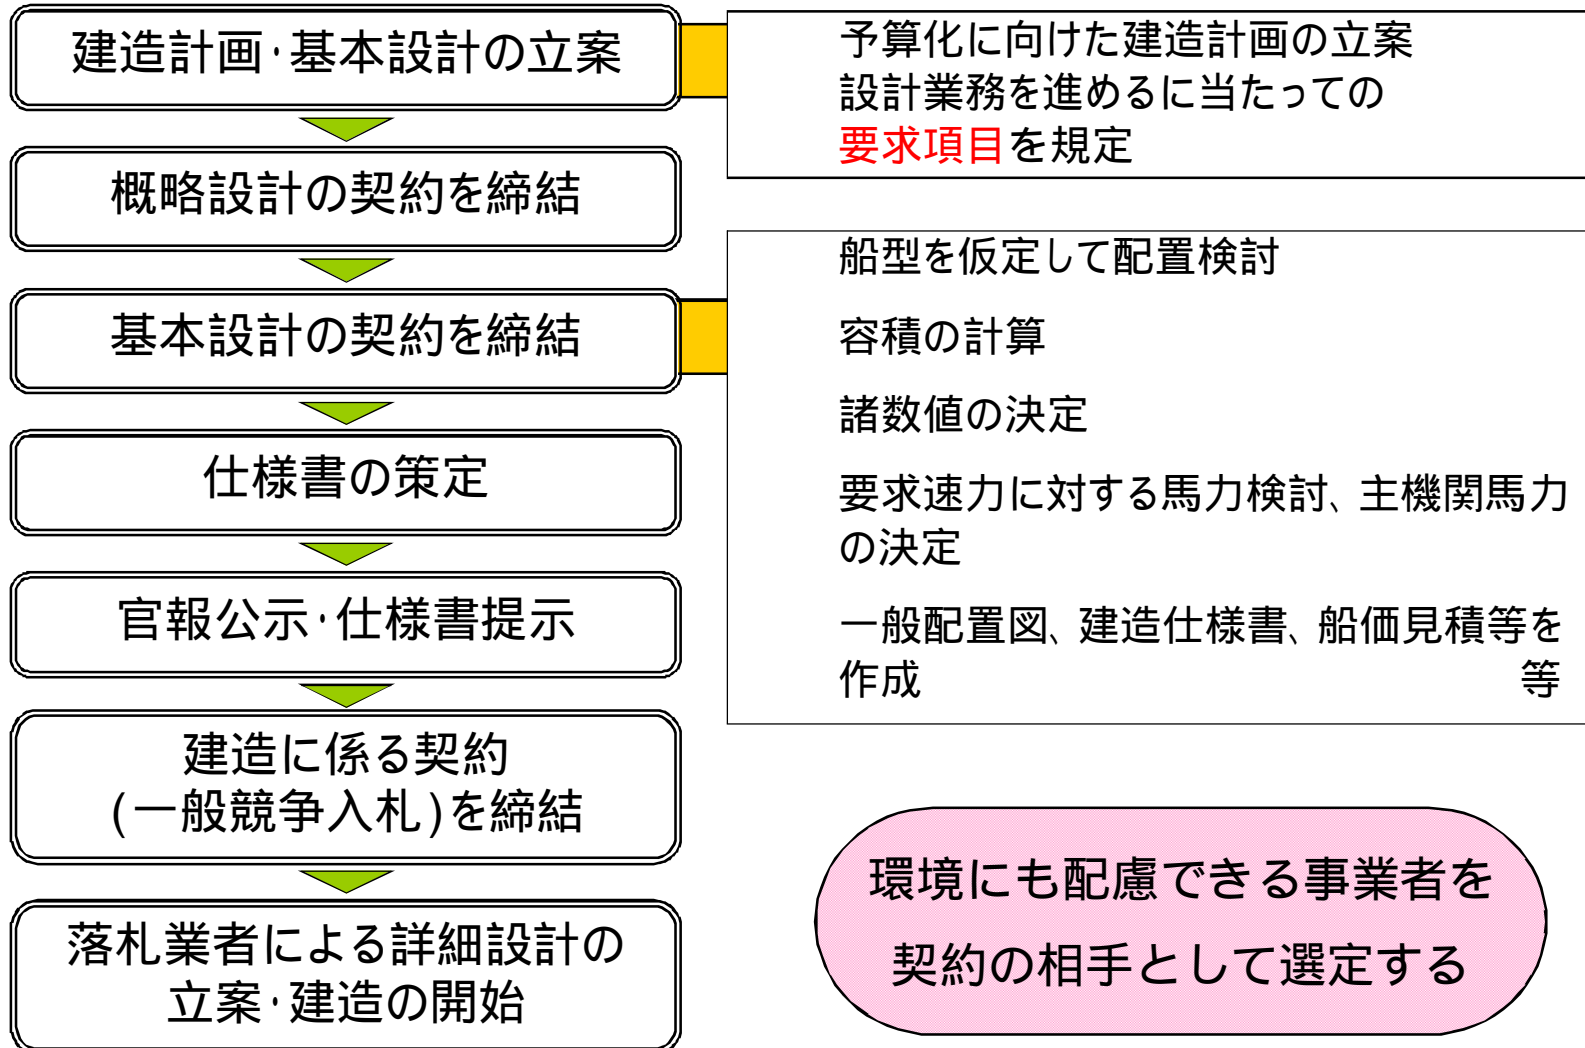 建造計画・基本設計の立案
概略設計の契約を締結
基本設計の契約を締結
仕様書の策定
官報公示・仕様書提示
建造に係る契約
(一般競争入札)を締結
落札業者による詳細設計の
立案・建造の開始
予算化に向けた建造計画の立案
設計業務を進めるに当たっての
要求項目を規定
船型を仮定して配置検討
容積の計算
諸数値の決定
要求速力に対する馬力検討、主機関馬力
の決定
一般配置図、建造仕様書、船価見積等を
作成 等
環境にも配慮できる事業者を
契約の相手として選定する